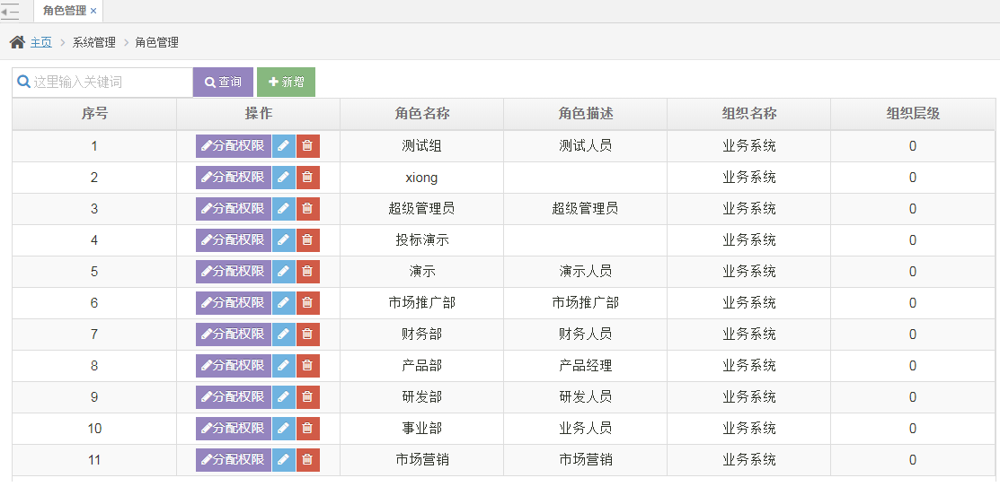 角色管理 ×
主页 > 系统管理 > 角色管理
这里输入关键词 查询 新增
序号 操作 角色名称 角色描述 组织名称 组织层级
1 分配权限 测试组 测试人员 业务系统 0
2 分配权限 xiong 业务系统 0
3 分配权限 超级管理员 超级管理员 业务系统 0
4 分配权限 投标演示 业务系统 0
5 分配权限 演示 演示人员 业务系统 0
6 分配权限 市场推广部 市场推广部 业务系统 0
7 分配权限 财务部 财务人员 业务系统 0
8 分配权限 产品部 产品经理 业务系统 0
9 分配权限 研发部 研发人员 业务系统 0
10 分配权限 事业部 业务人员 业务系统 0
11 分配权限 市场营销 市场营销 业务系统 0